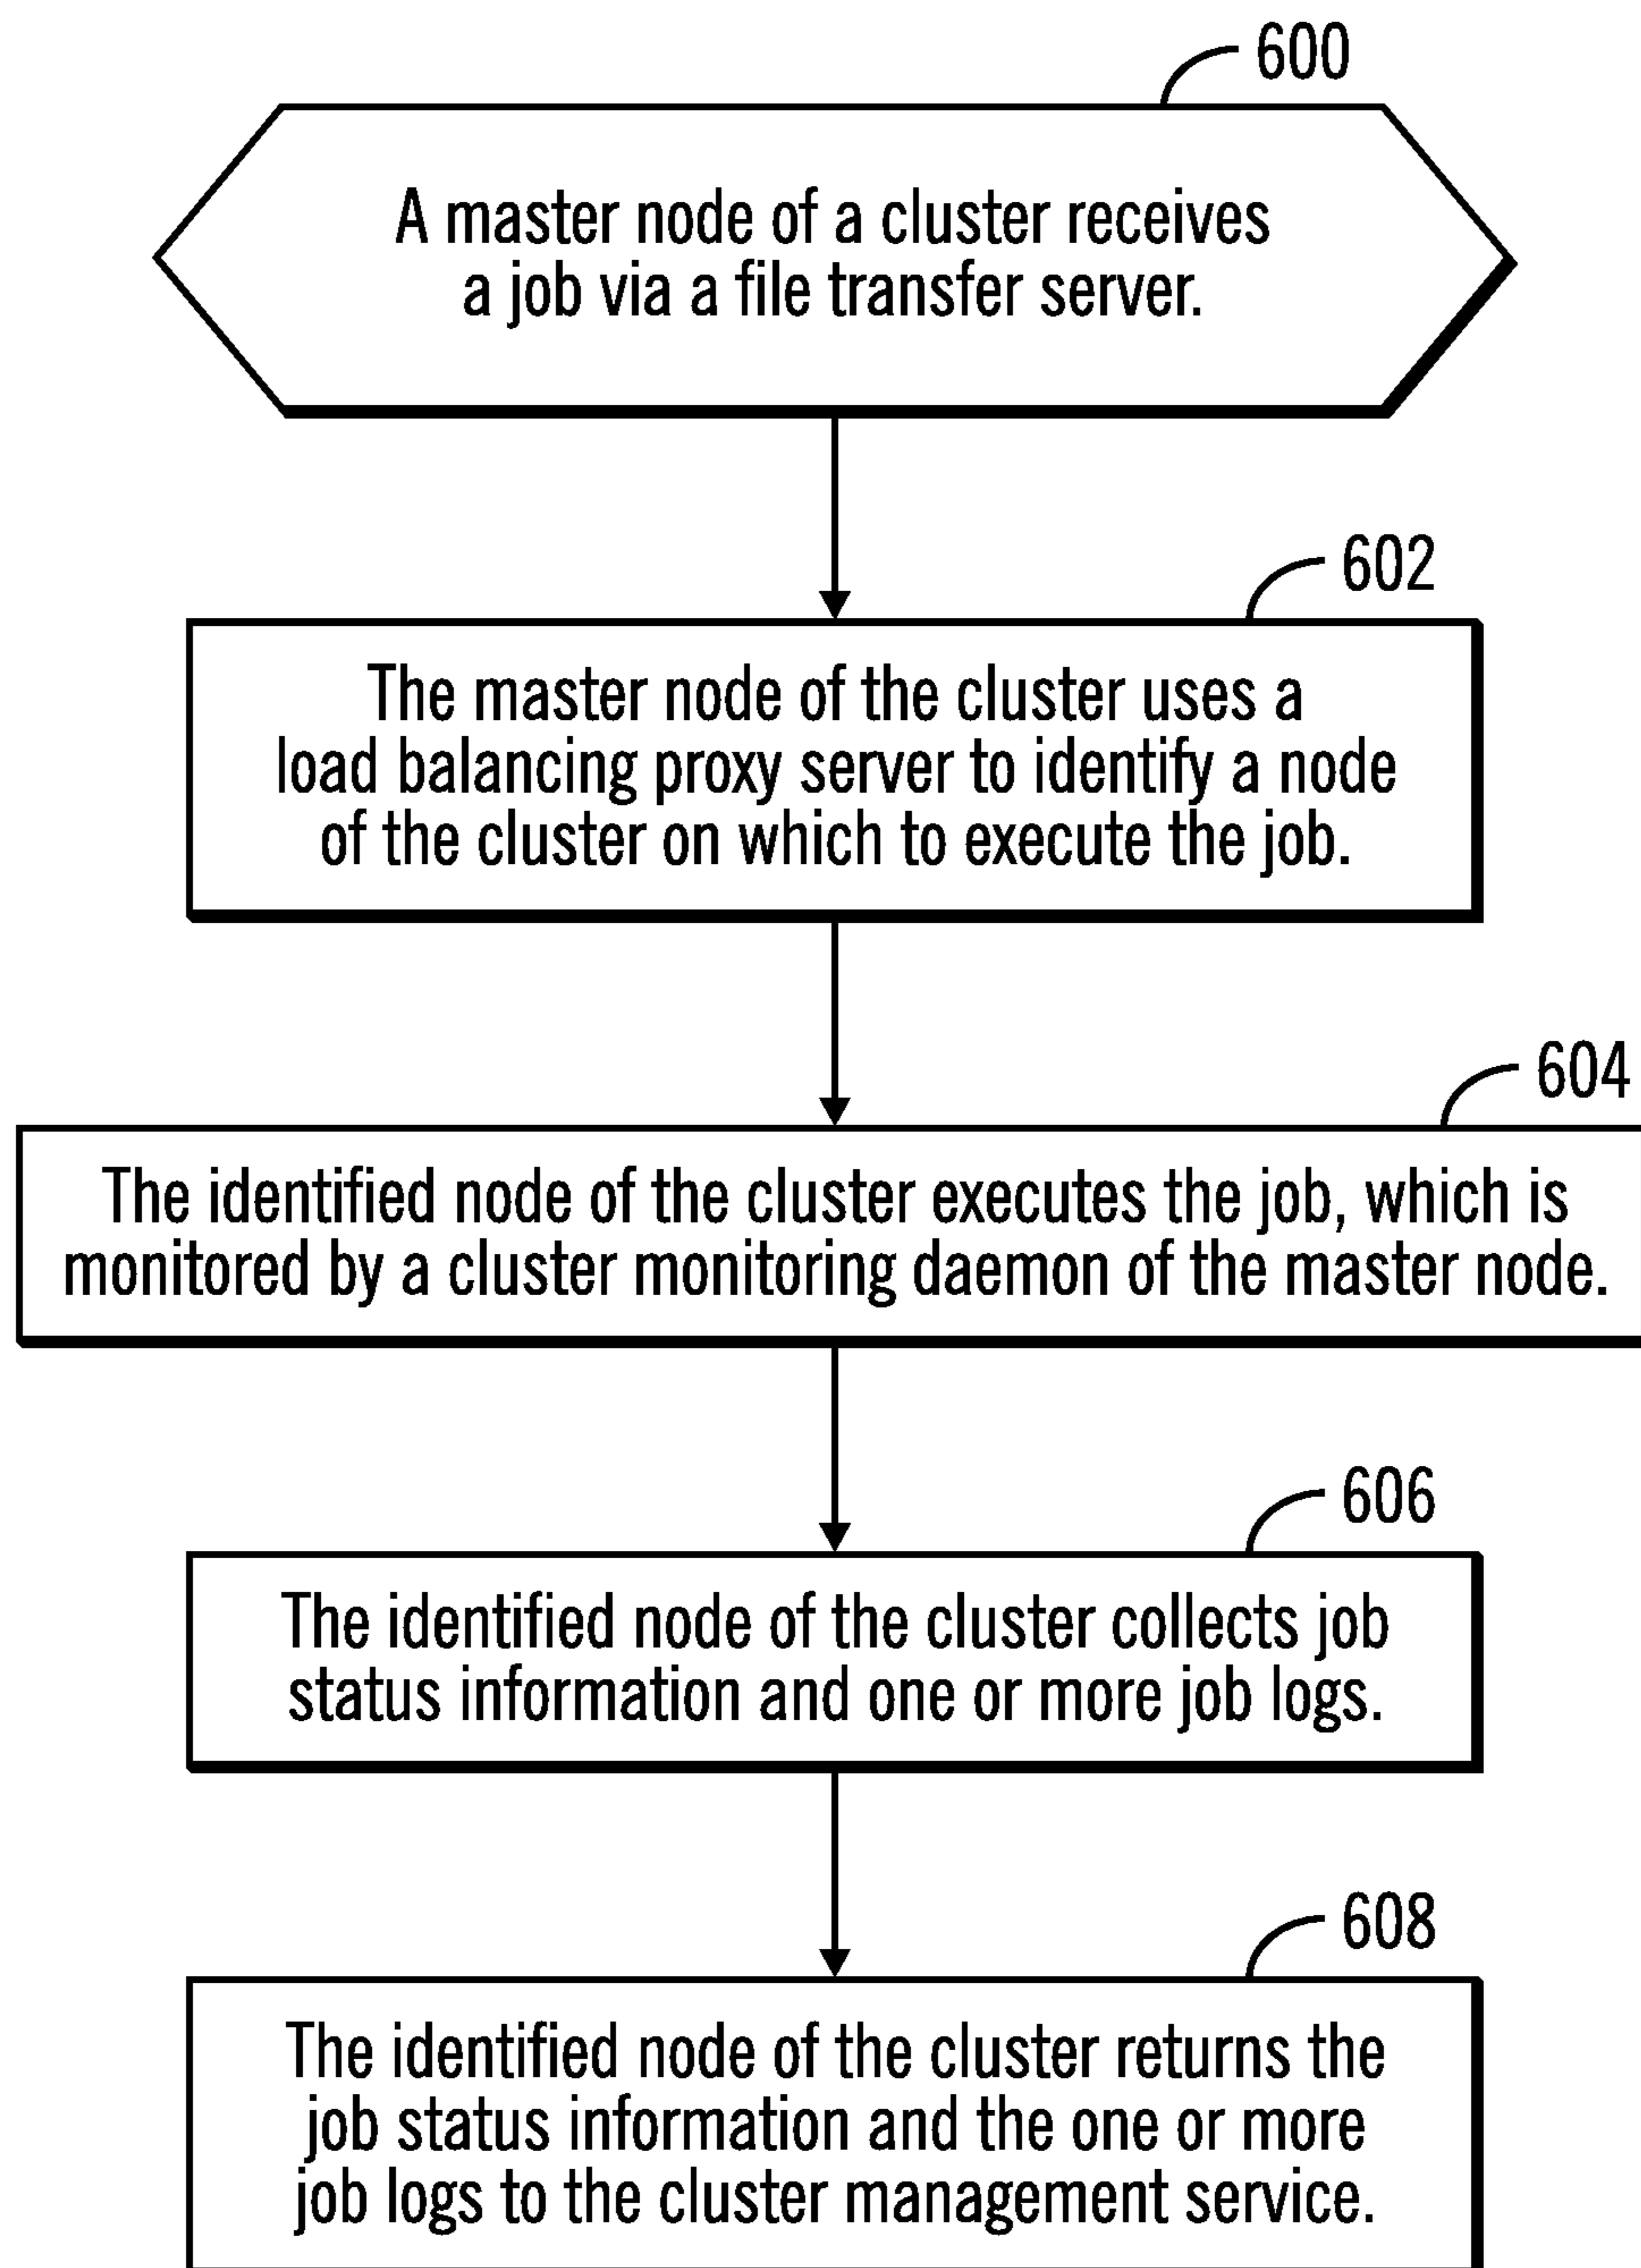 600
A master node of a cluster receives
a job via a file transfer server.
602
The master node of the cluster uses a
load balancing proxy server to identify a node
of the cluster on which to execute the job.
604
The identified node of the cluster executes the job, which is
monitored by a cluster monitoring daemon of the master node.
606
The identified node of the cluster collects job
status information and one or more job logs.
608
The identified node of the cluster returns the
job status information and the one or more
job logs to the cluster management service.